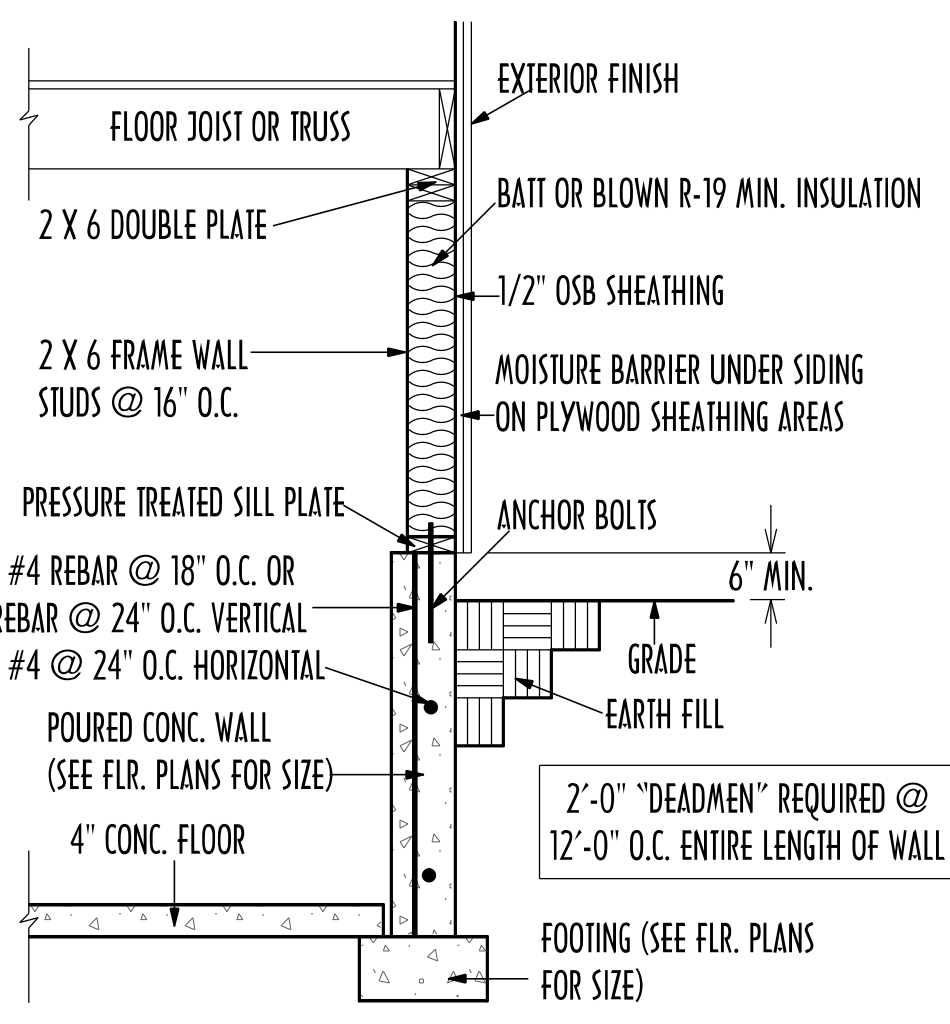 EXTERIOR FINISH
FLOOR JOIST OR TRUSS
BATT OR BLOWN R-19 MIN. INSULATION
2 X 6 DOUBLE PLATE
1/2" OSB SHEATHING
2 X 6 FRAME WALL
STUDS @ 16" O.C.
MOISTURE BARRIER UNDER SIDING
ON PLYWOOD SHEATHING AREAS
PRESSURE TREATED SILL PLATE
ANCHOR BOLTS
#4 REBAR @ 18" O.C. OR
REBAR @ 24" O.C. VERTICAL
#4 @ 24" O.C. HORIZONTAL
6" MIN.
GRADE
EARTH FILL
POURED CONC. WALL
(SEE FLR. PLANS FOR SIZE)
2'-0" "DEADMEN" REQUIRED @
12'-0" O.C. ENTIRE LENGTH OF WALL
4" CONC. FLOOR
FOOTING (SEE FLR. PLANS
FOR SIZE)